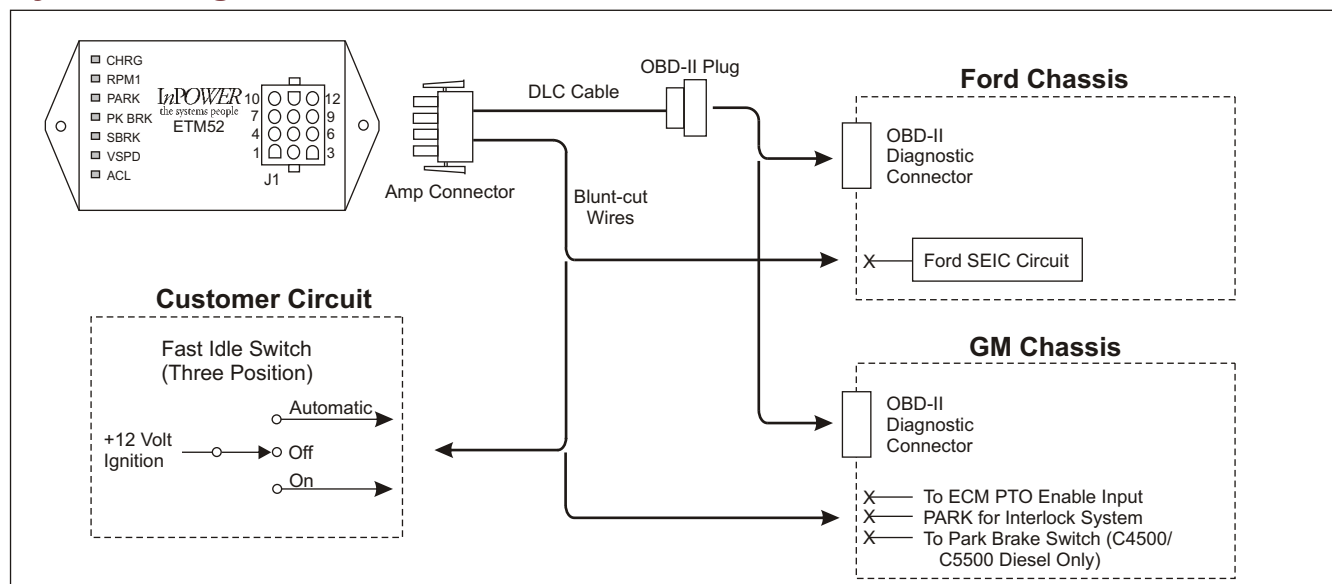 CHRG
RPM1
PARK
PK BRK
SBRK
VSPD
ACL
InPOWER
the systems people
ETM52
10
12
7
9
4
6
1
3
J1
Amp Connector
DLC Cable
OBD-II Plug
Blunt-cut
Wires
Ford Chassis
OBD-II
Diagnostic
Connector
X
Ford SEIC Circuit
Customer Circuit
Fast Idle Switch
(Three Position)
Automatic
+12 Volt
Ignition
Off
On
GM Chassis
OBD-II
Diagnostic
Connector
X To ECM PTO Enable Input
X PARK for Interlock System
X To Park Brake Switch (C4500/
C5500 Diesel Only)